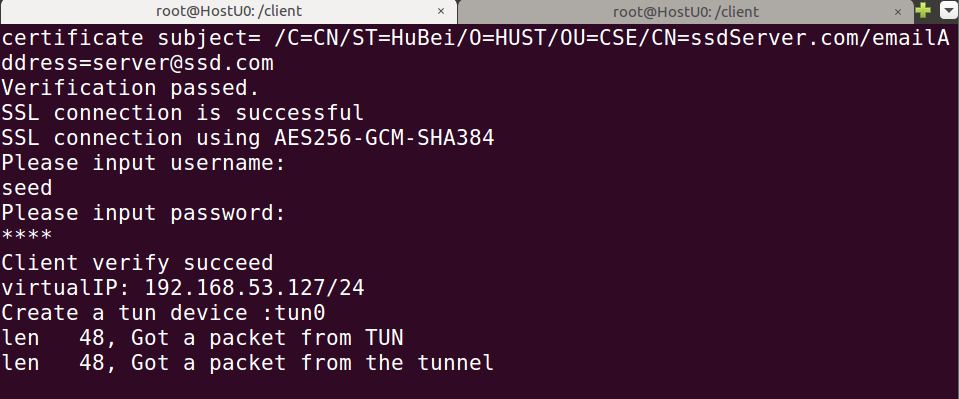 root@HostU0: /client × root@HostU0: /client ×
certificate subject= /C=CN/ST=HuBei/O=HUST/OU=CSE/CN=ssdServer.com/emailA
ddress=server@ssd.com
Verification passed.
SSL connection is successful
SSL connection using AES256-GCM-SHA384
Please input username:
seed
Please input password:
****
Client verify succeed
virtualIP: 192.168.53.127/24
Create a tun device :tun0
len   48, Got a packet from TUN
len   48, Got a packet from the tunnel